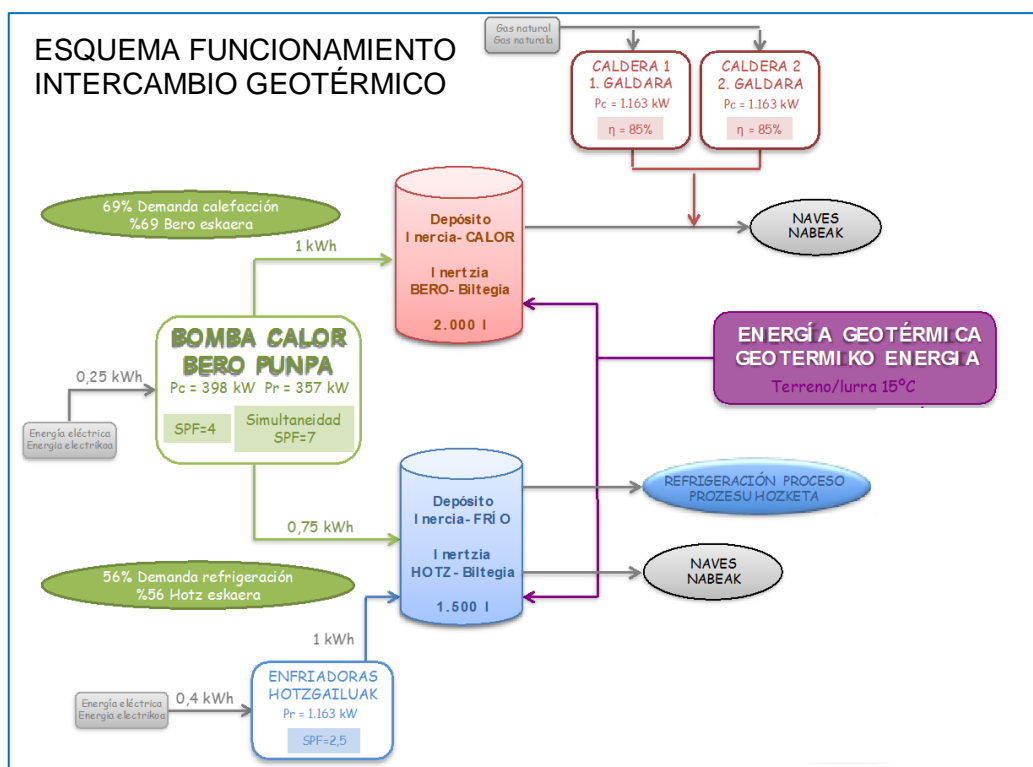 ESQUEMA FUNCIONAMIENTO
INTERCAMBIO GEOTÉRMICO
Gas natural
Gas naturala
CALDERA 1
1. GALDARA
Pc = 1.163 kW
η = 85%
CALDERA 2
2. GALDARA
Pc = 1.163 kW
η = 85%
69% Demanda calefacción
%69 Bero eskaera
1 kWh
Depósito
Inercia-CALOR
Inertzia
BERO-Biltegia
2.000 l
NAVES
NABEAK
BOMBA CALOR
BERO PUNPA
Pc = 398 kW Pr = 357 kW
SPF=4
Simultaneidad
SPF=7
0,25 kWh
Energía eléctrica
Energia elektrikoa
ENERGÍA GEOTÉRMICA
GEOTERMIKO ENERGIA
Terreno/lurra 15ºC
0,75 kWh
Depósito
Inercia-FRÍO
Inertzia
HOTZ-Biltegia
1.500 l
REFRIGERACIÓN PROCESO
PROZESU HOZKETA
NAVES
NABEAK
56% Demanda refrigeración
%56 Hotz eskaera
1 kWh
Energía eléctrica
Energia elektrikoa
0,4 kWh
ENFRIADORAS
HOTZGAILUAK
Pr = 1.163 kW
SPF=2,5